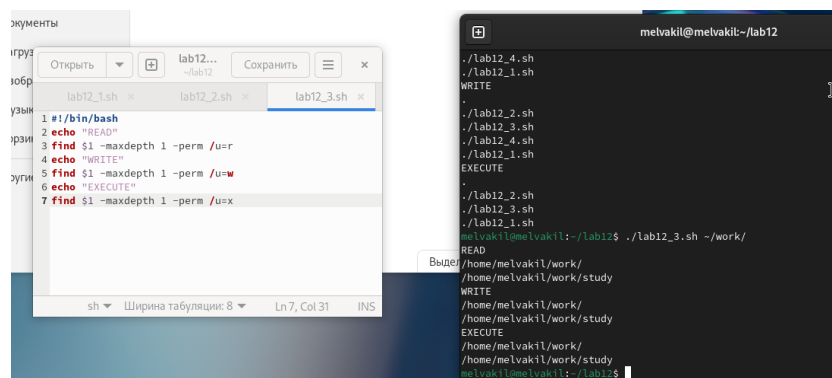 окументы
агруз
зобр
узык
орзи
ругие
Открыть
lab12...
~/lab12
Сохранить
lab12_1.sh ×
lab12_2.sh ×
lab12_3.sh ×
1 #!/bin/bash
2 echo "READ"
3 find $1 -maxdepth 1 -perm /u=r
4 echo "WRITE"
5 find $1 -maxdepth 1 -perm /u=w
6 echo "EXECUTE"
7 find $1 -maxdepth 1 -perm /u=x
sh
Ширина табуляции: 8
Ln 7, Col 31
INS
Выдел
melvakil@melvakil:~/lab12
./lab12_4.sh
./lab12_1.sh
WRITE
.
./lab12_2.sh
./lab12_3.sh
./lab12_4.sh
./lab12_1.sh
EXECUTE
.
./lab12_2.sh
./lab12_3.sh
./lab12_1.sh
melvakil@melvakil:~/lab12$ ./lab12_3.sh ~/work/
READ
/home/melvakil/work/
/home/melvakil/work/study
WRITE
/home/melvakil/work/
/home/melvakil/work/study
EXECUTE
/home/melvakil/work/
/home/melvakil/work/study
melvakil@melvakil:~/lab12$